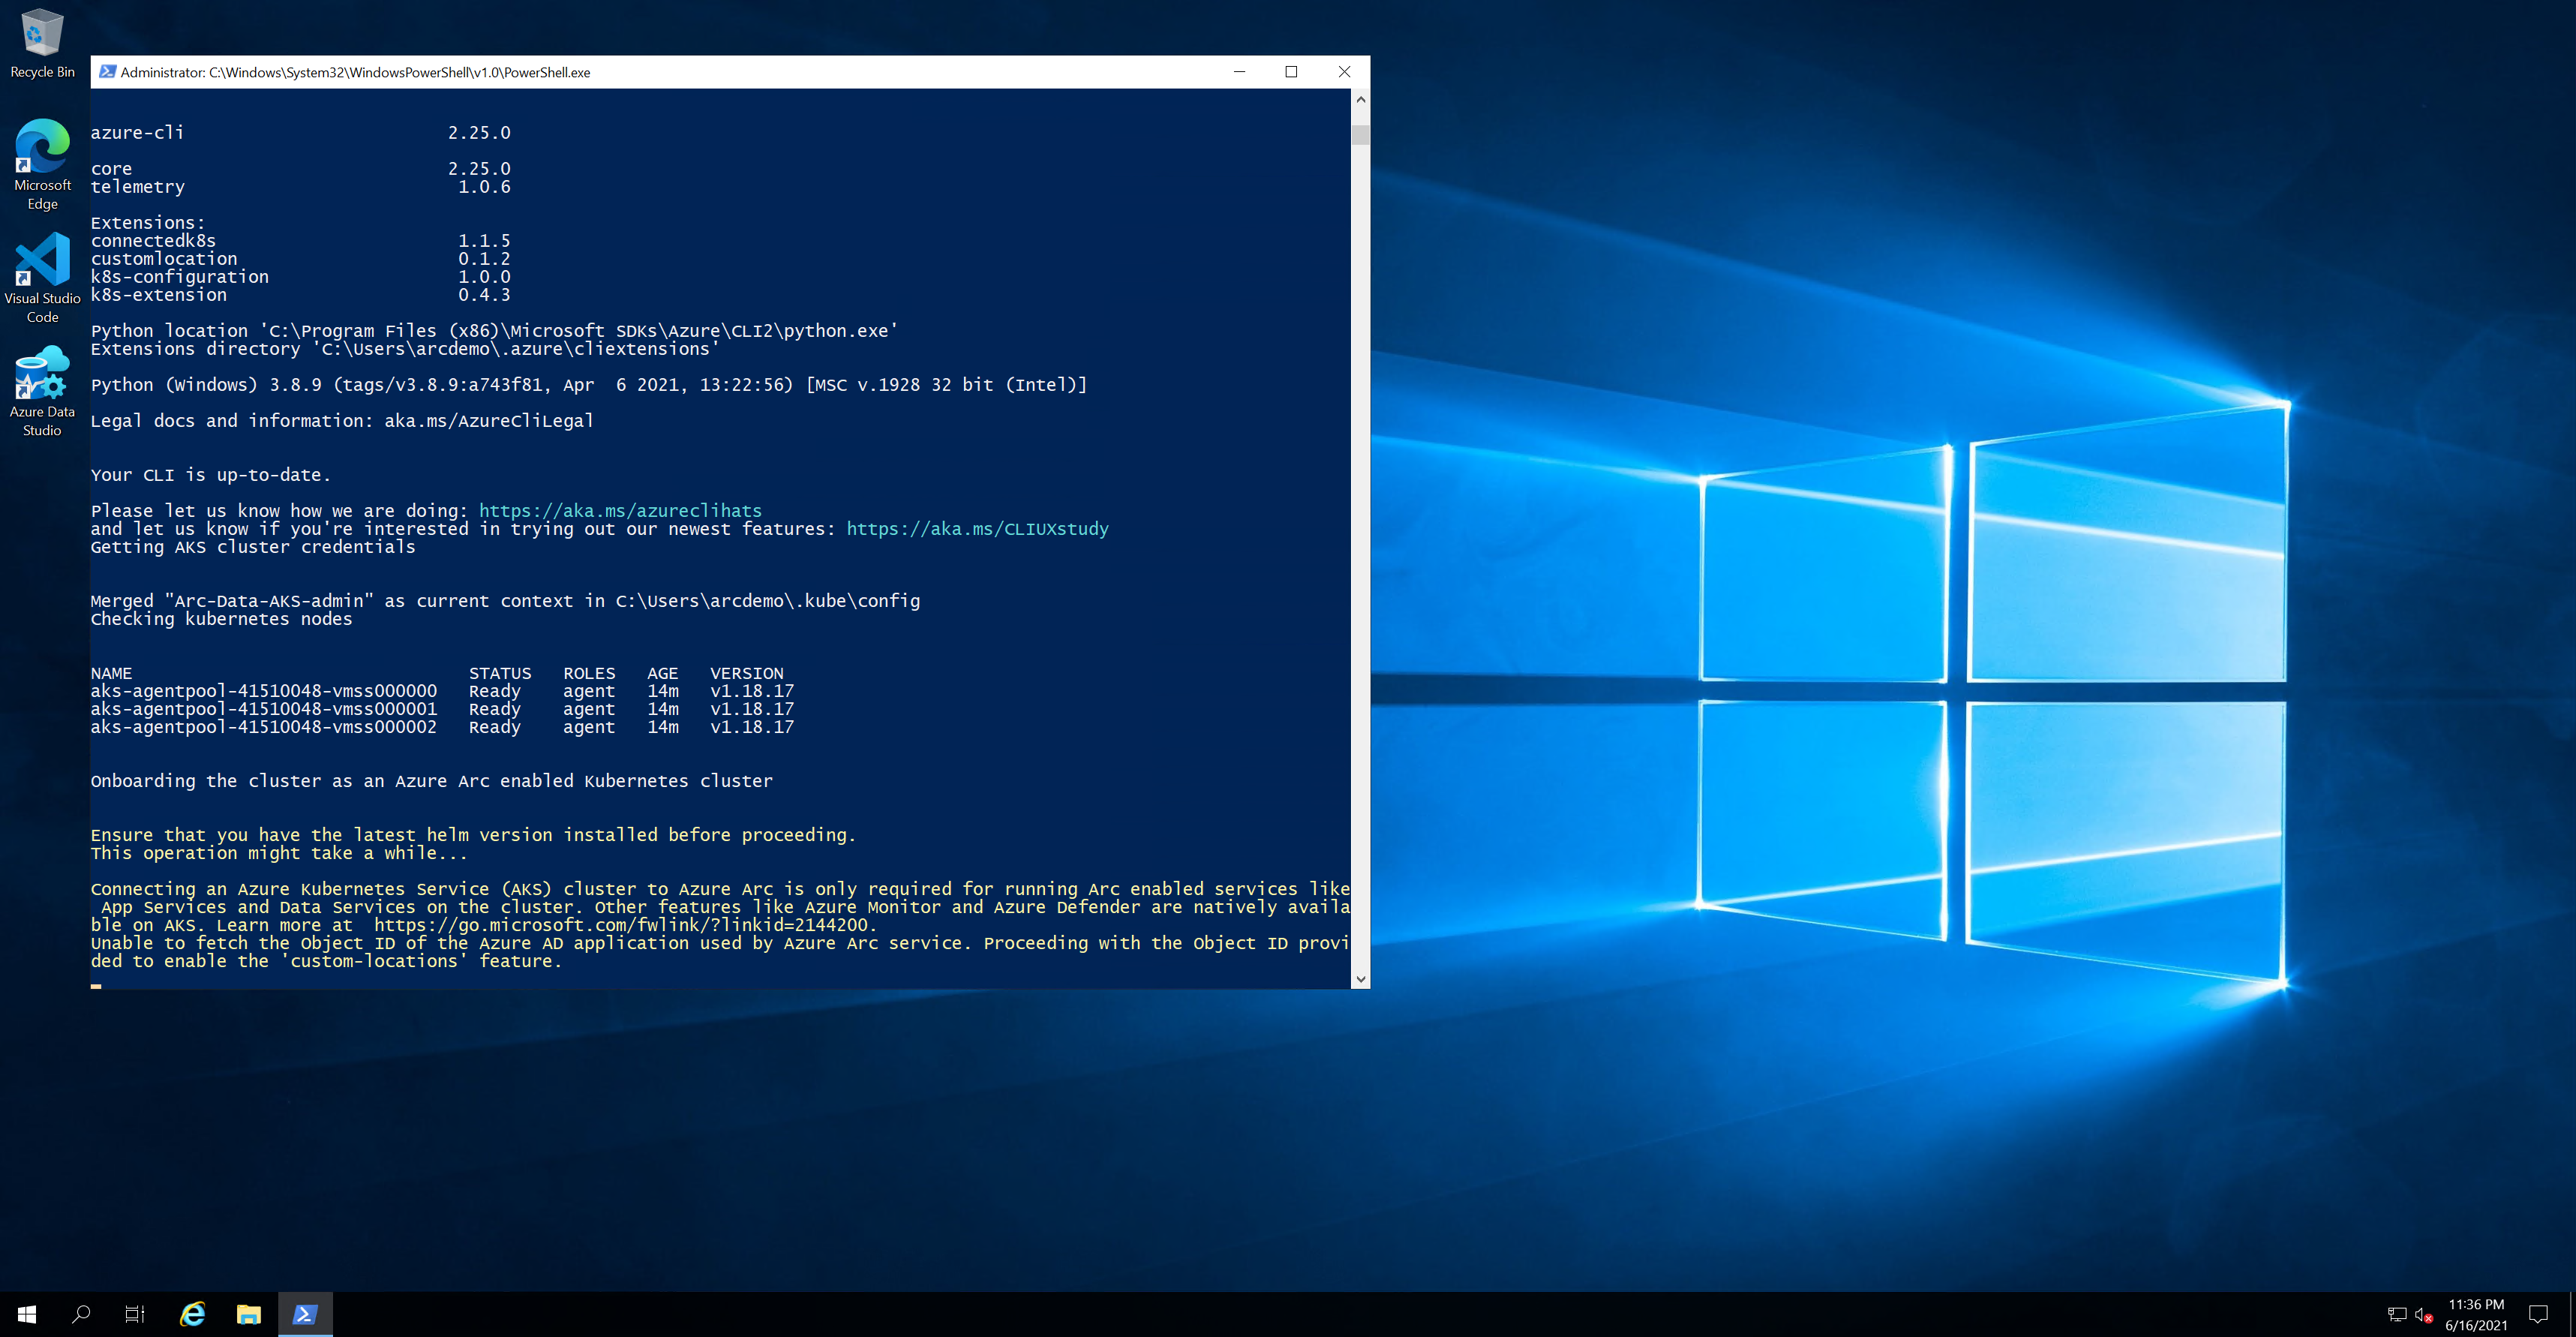 Recycle Bin
Microsoft
Edge
Visual Studio
Code
Azure Data
Studio
Administrator: C:\Windows\System32\WindowsPowerShell\v1.0\PowerShell.exe
azure-cli                         2.25.0
core                              2.25.0
telemetry                          1.0.6
Extensions:
connectedk8s                       1.1.5
customlocation                     0.1.2
k8s-configuration                  1.0.0
k8s-extension                      0.4.3
Python location 'C:\Program Files (x86)\Microsoft SDKs\Azure\CLI2\python.exe'
Extensions directory 'C:\Users\arcdemo\.azure\cliextensions'
Python (Windows) 3.8.9 (tags/v3.8.9:a743f81, Apr  6 2021, 13:22:56) [MSC v.1928 32 bit (Intel)]
Legal docs and information: aka.ms/AzureCliLegal
Your CLI is up-to-date.
Please let us know how we are doing: https://aka.ms/azureclihats
and let us know if you're interested in trying out our newest features: https://aka.ms/CLIUXstudy
Getting AKS cluster credentials
Merged "Arc-Data-AKS-admin" as current context in C:\Users\arcdemo\.kube\config
Checking kubernetes nodes
NAME                                STATUS   ROLES   AGE   VERSION
aks-agentpool-41510048-vmss000000   Ready    agent   14m   v1.18.17
aks-agentpool-41510048-vmss000001   Ready    agent   14m   v1.18.17
aks-agentpool-41510048-vmss000002   Ready    agent   14m   v1.18.17
Onboarding the cluster as an Azure Arc enabled Kubernetes cluster
Ensure that you have the latest helm version installed before proceeding.
This operation might take a while...
Connecting an Azure Kubernetes Service (AKS) cluster to Azure Arc is only required for running Arc enabled services like
 App Services and Data Services on the cluster. Other features like Azure Monitor and Azure Defender are natively availa
ble on AKS. Learn more at  https://go.microsoft.com/fwlink/?linkid=2144200.
Unable to fetch the Object ID of the Azure AD application used by Azure Arc service. Proceeding with the Object ID provi
ded to enable the 'custom-locations' feature.
11:36 PM
6/16/2021